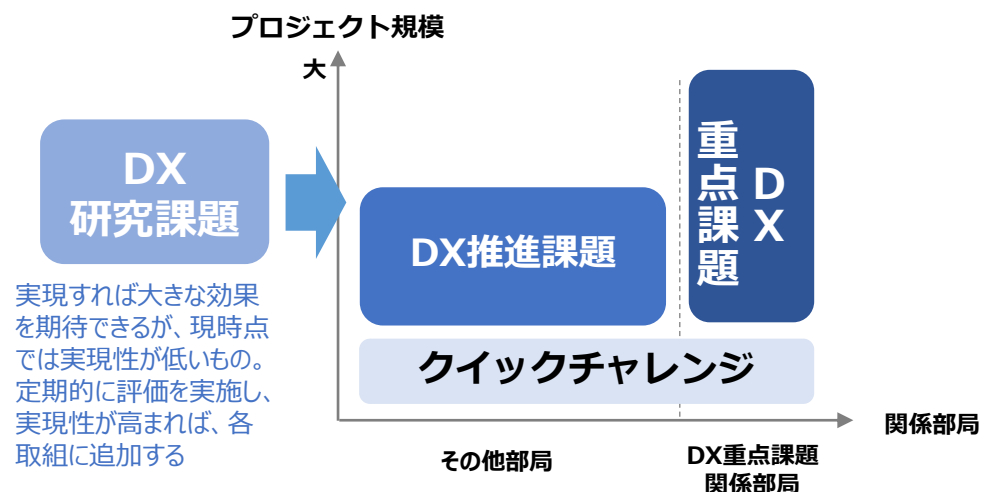 プロジェクト規模
大
DX
研究課題
実現すれば大きな効果
を期待できるが、現時点
では実現性が低いもの。
定期的に評価を実施し、
実現性が高まれば、各
取組に追加する
DX推進課題
DX
重点課題
クイックチャレンジ
関係部局
その他部局
DX重点課題
関係部局